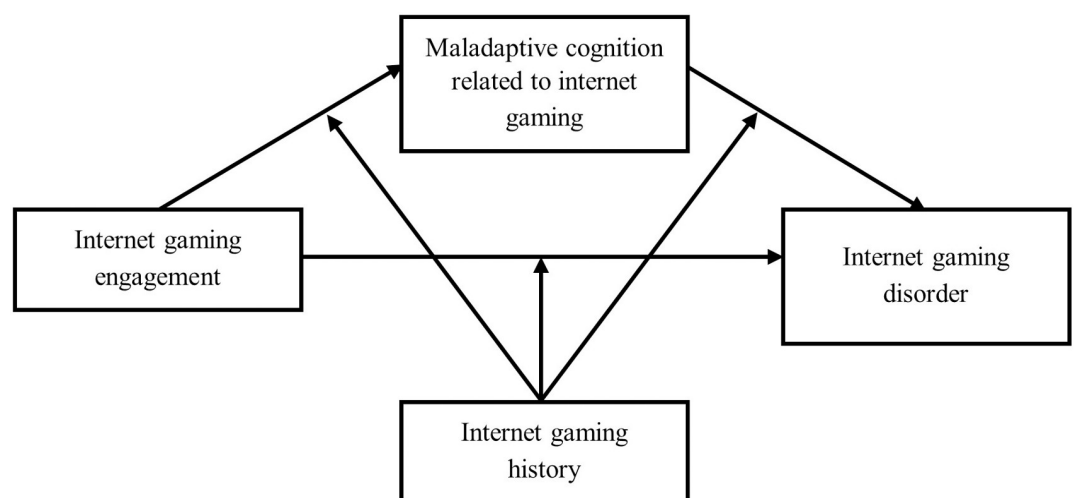 Maladaptive cognition
related to internet
gaming
Internet gaming
engagement
Internet gaming
disorder
Internet gaming
history